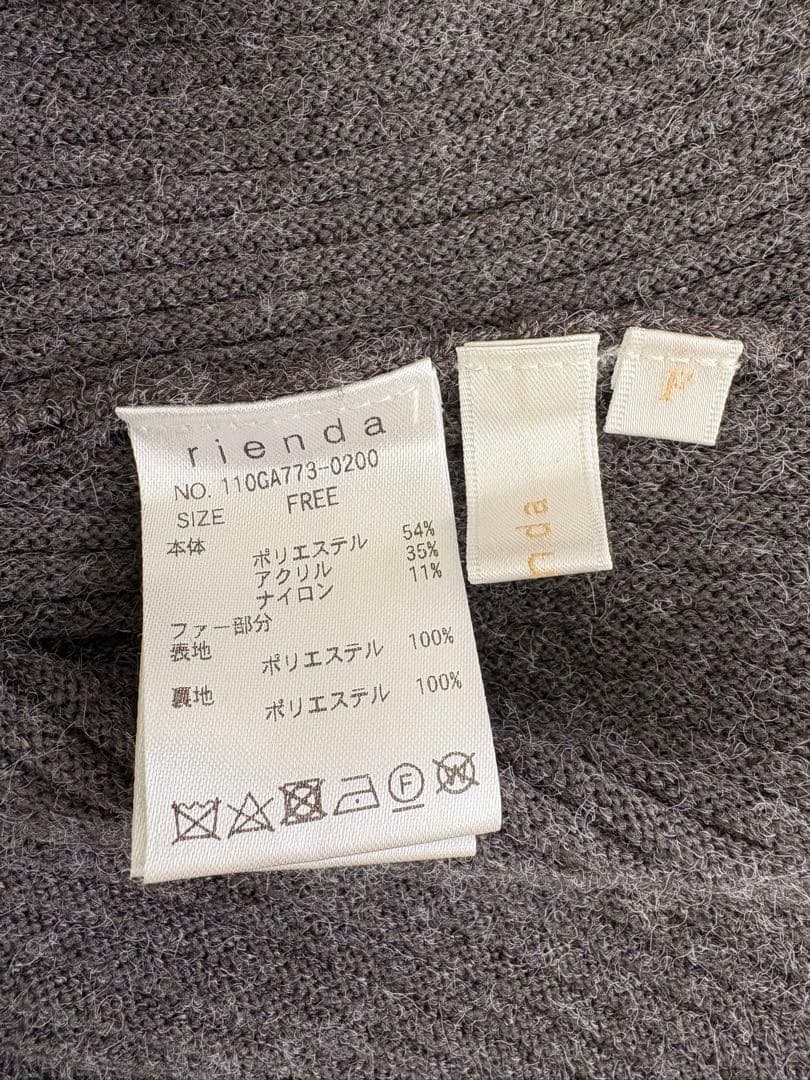 rienda
NO. 110GA773-0200
SIZE FREE
本体 ポリエステル 54%
アクリル 35%
ナイロン 11%
ファー部分
表地 ポリエステル 100%
裏地 ポリエステル 100%
F
W
nda
F